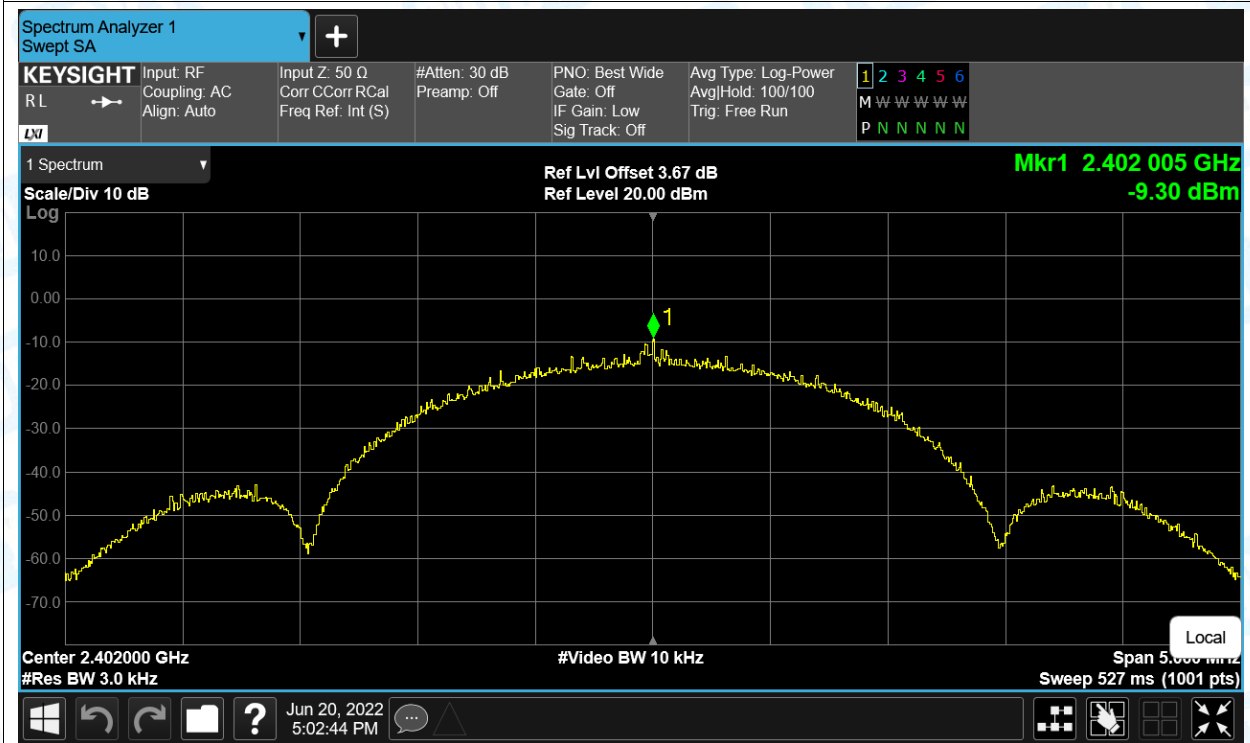 Spectrum Analyzer 1
Swept SA
+
KEYSIGHT
R L
LXI
Input: RF
Coupling: AC
Align: Auto
Input Z: 50 Ω
Corr CCorr RCal
Freq Ref: Int (S)
#Atten: 30 dB
Preamp: Off
PNO: Best Wide
Gate: Off
IF Gain: Low
Sig Track: Off
Avg Type: Log-Power
Avg|Hold: 100/100
Trig: Free Run
1 2 3 4 5 6
M W W W W W
P N N N N N
1 Spectrum
Scale/Div 10 dB
Log
Ref Lvl Offset 3.67 dB
Ref Level 20.00 dBm
Mkr1 2.402 005 GHz
-9.30 dBm
10.0
0.00
1
-10.0
-20.0
-30.0
-40.0
-50.0
-60.0
-70.0
Local
Center 2.402000 GHz
#Video BW 10 kHz
Span
#Res BW 3.0 kHz
Sweep 527 ms (1001 pts)
?
Jun 20, 2022
5:02:44 PM